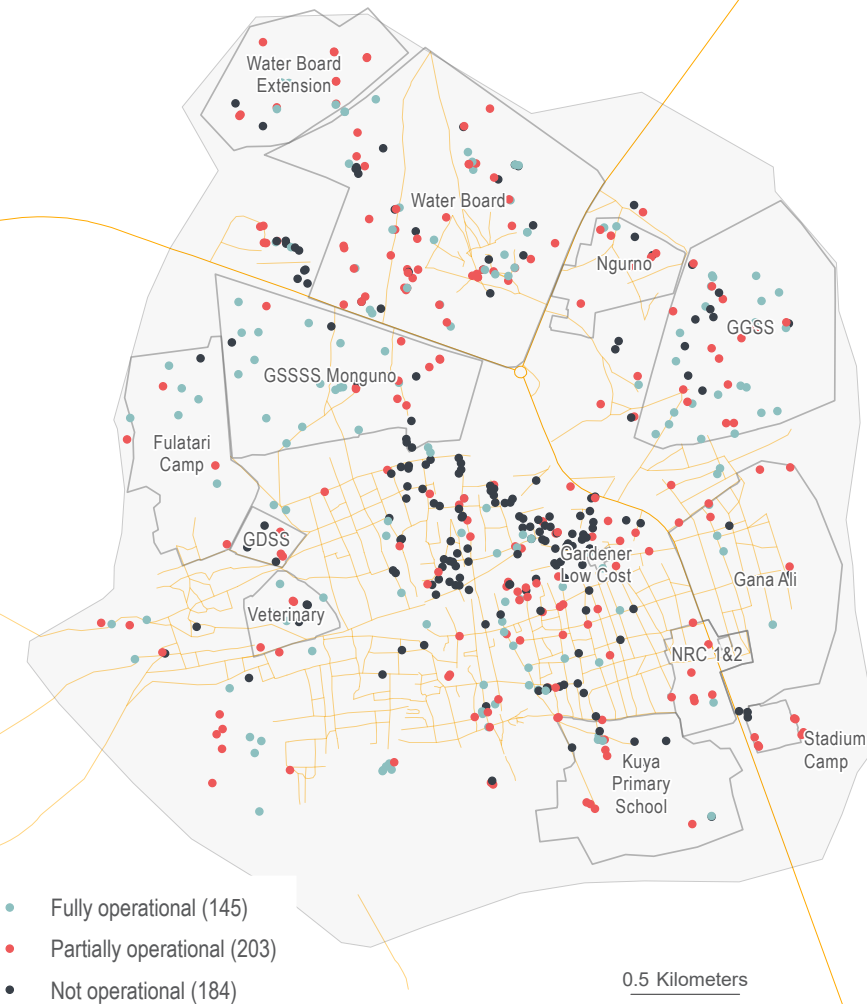 Water Board
Extension
Water Board
Ngurno
GGSS
GSSSS Monguno
Fulatari
Camp
GDSS
Gardener
Low Cost
Gana Ali
Veterinary
NRC 1&2
Stadium
Camp
Kuya
Primary
School
Fully operational (145)
Partially operational (203)
Not operational (184)
0.5 Kilometers